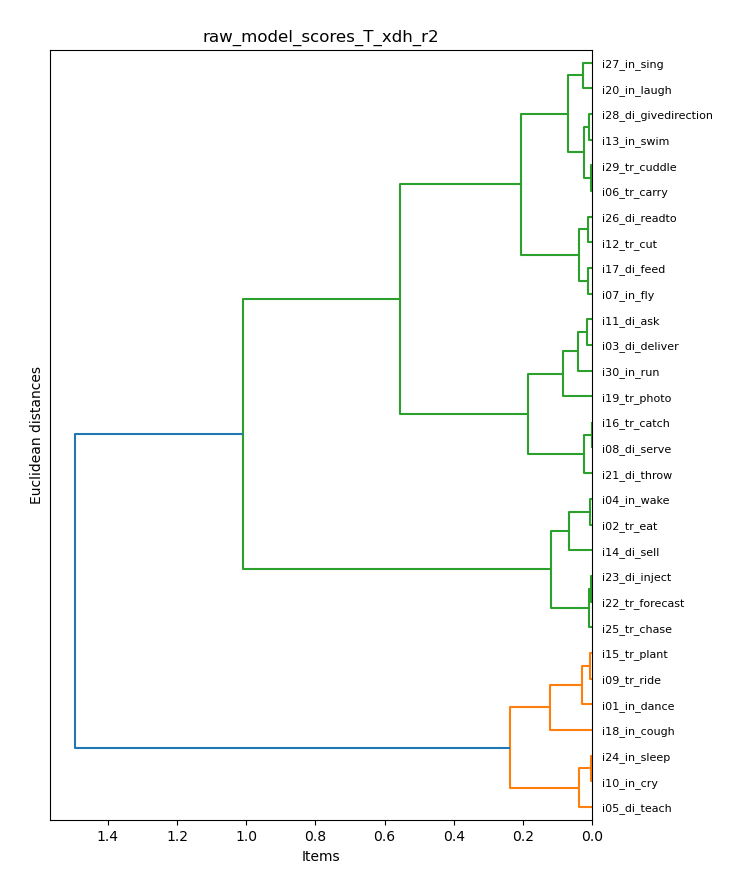 raw_model_scores_T_xdh_r2
i27_in_sing
i20_in_laugh
i28_di_givedirection
i13_in_swim
i29_tr_cuddle
i06_tr_carry
i26_di_readto
i12_tr_cut
i17_di_feed
i07_in_fly
i11_di_ask
i03_di_deliver
i30_in_run
i19_tr_photo
i16_tr_catch
i08_di_serve
i21_di_throw
i04_in_wake
i02_tr_eat
i14_di_sell
i23_di_inject
i22_tr_forecast
i25_tr_chase
i15_tr_plant
i09_tr_ride
i01_in_dance
i18_in_cough
i24_in_sleep
i10_in_cry
i05_di_teach
Euclidean distances
1.4 1.2 1.0 0.8 0.6 0.4 0.2 0.0
Items